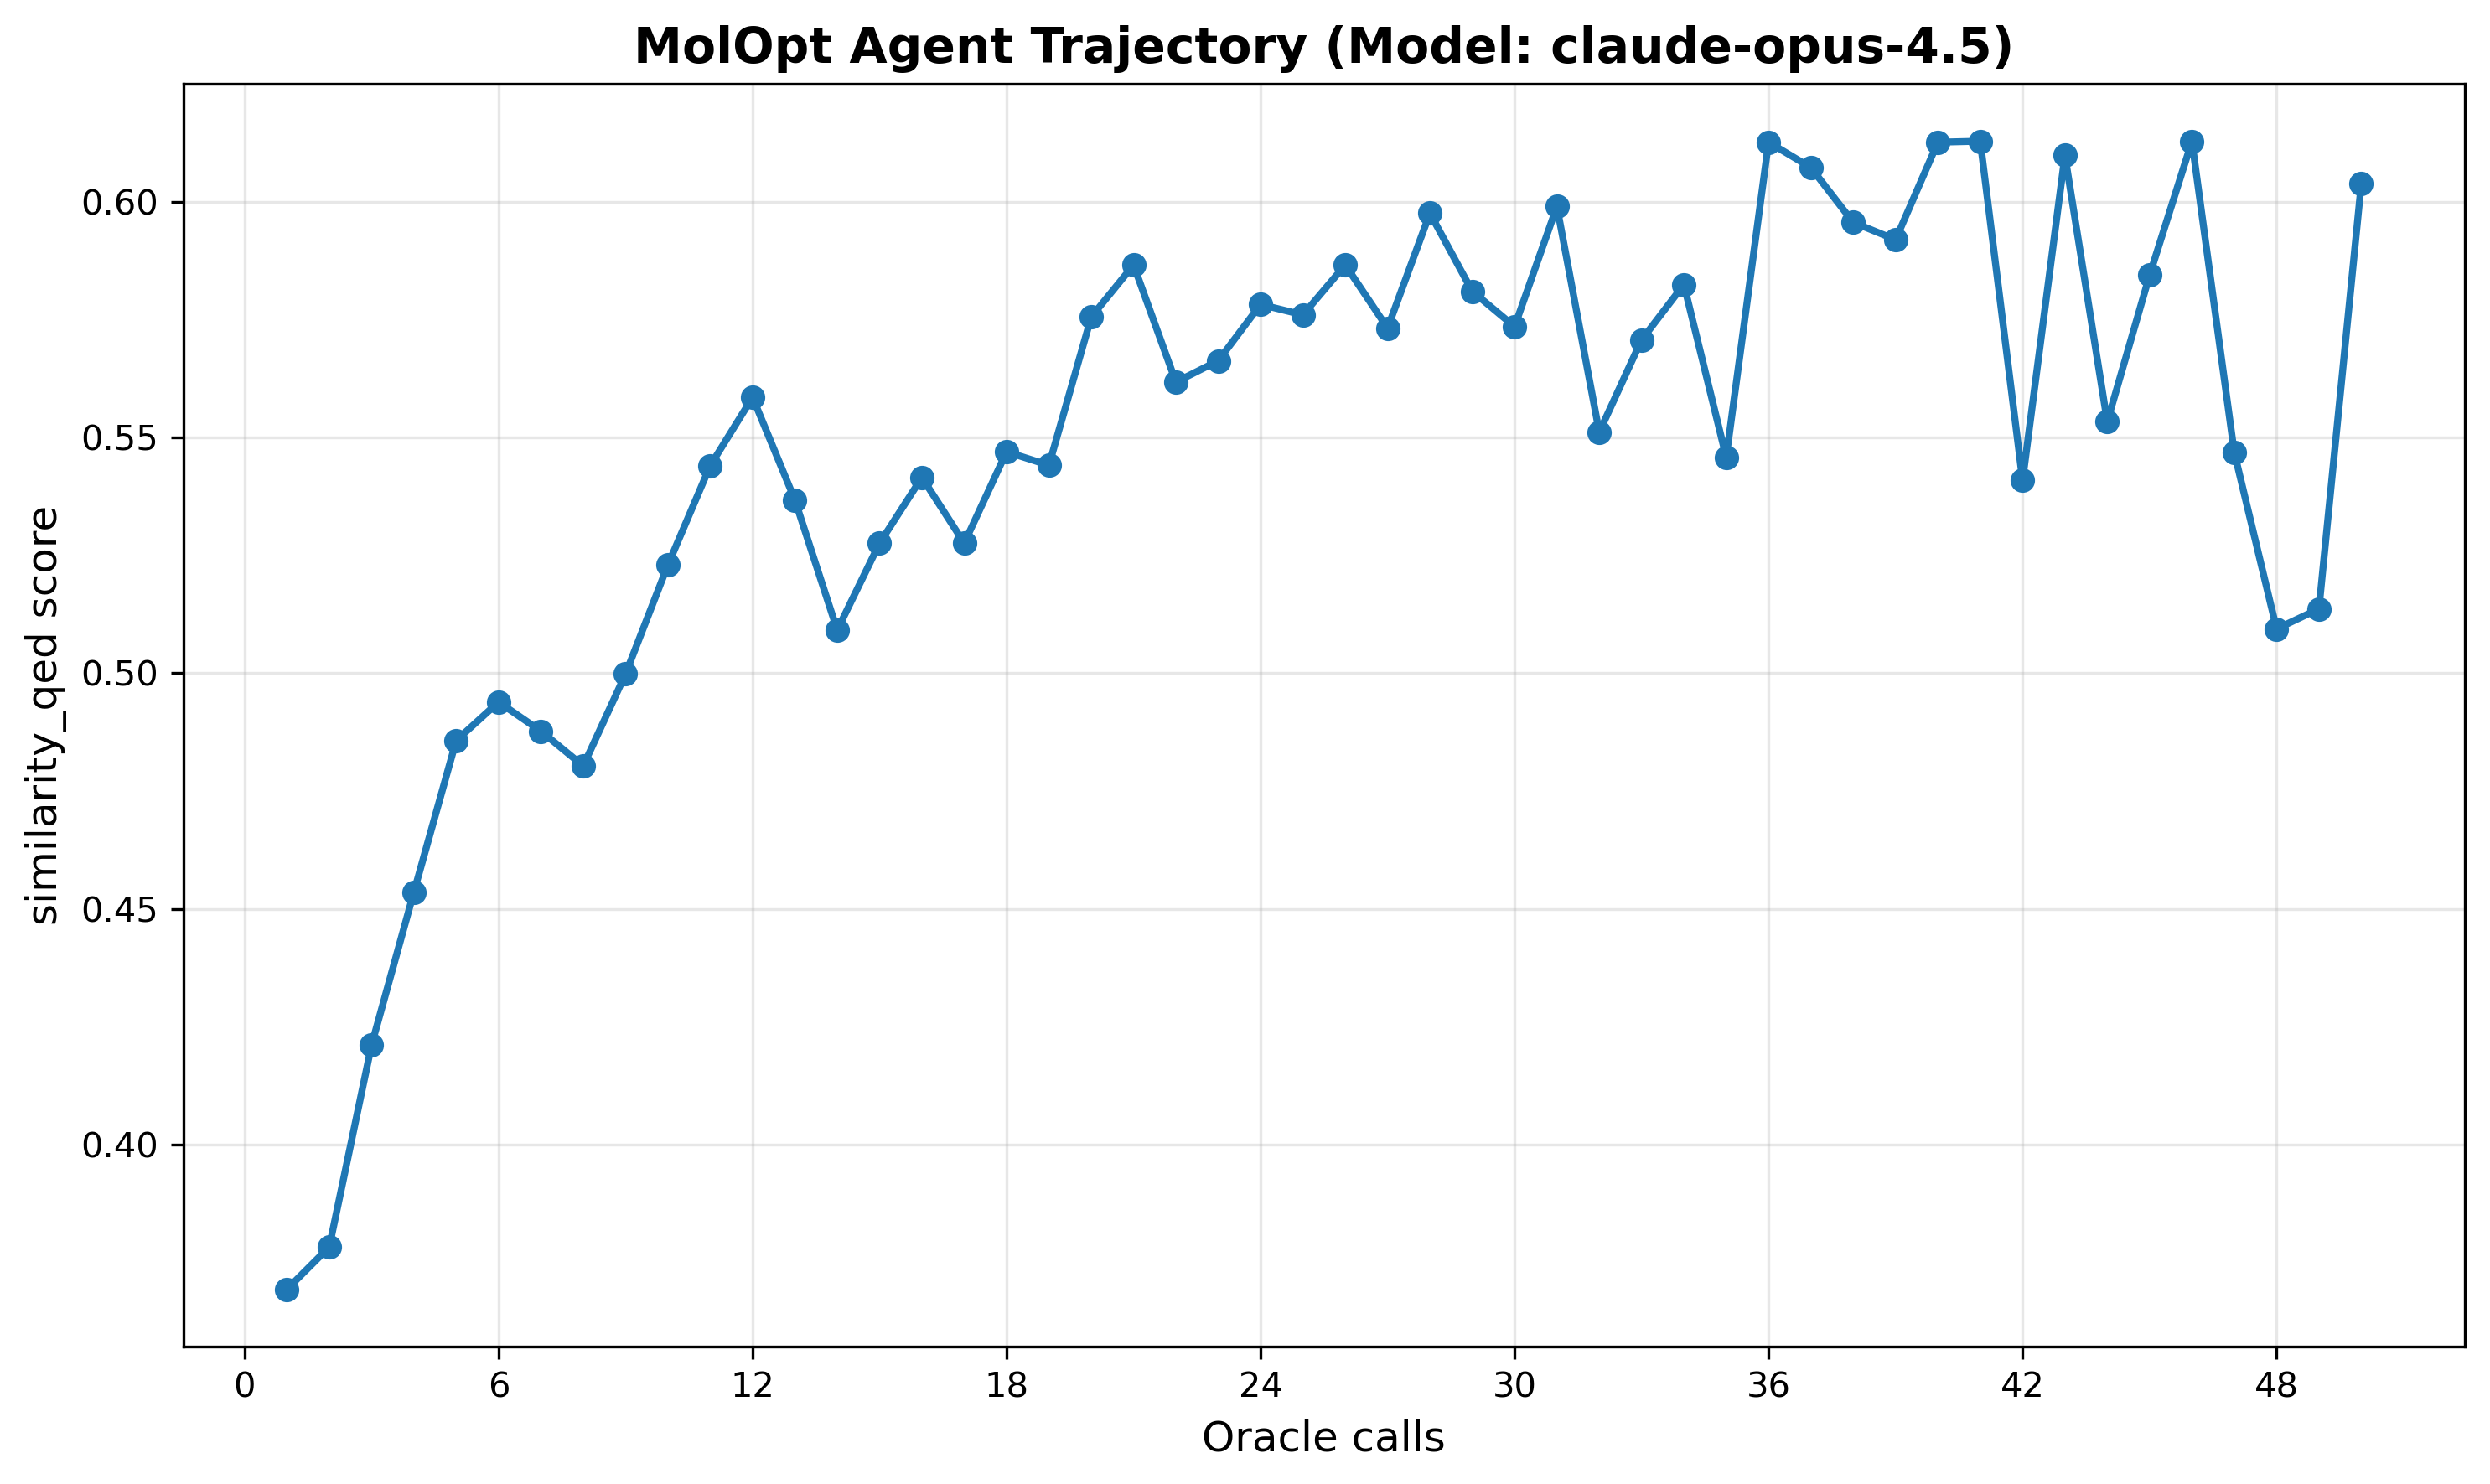 MolOpt Agent Trajectory (Model: claude-opus-4.5)
similarity_qed score
0.60
0.55
0.50
0.45
0.40
0 6 12 18 24 30 36 42 48
Oracle calls